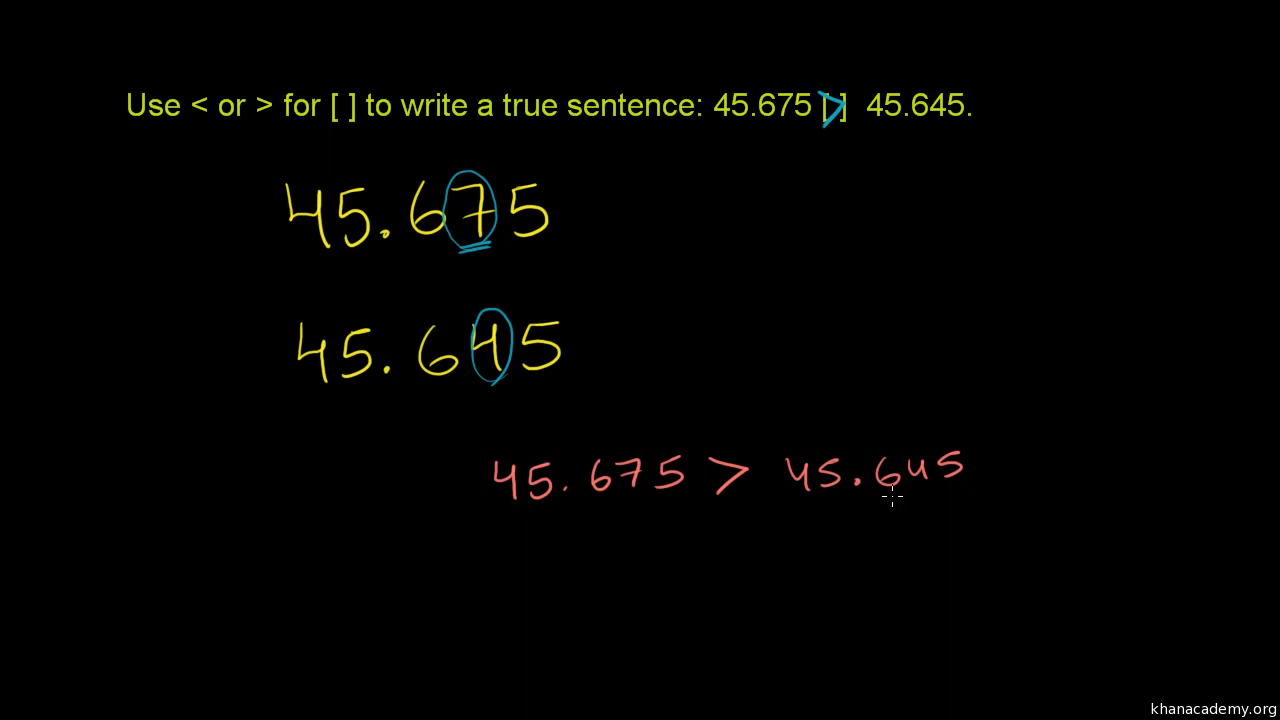 Use < or > for [ ] to write a true sentence: 45.675 [>] 45.645.
45.675
45.645
45.675 > 45.645
khanacademy.org